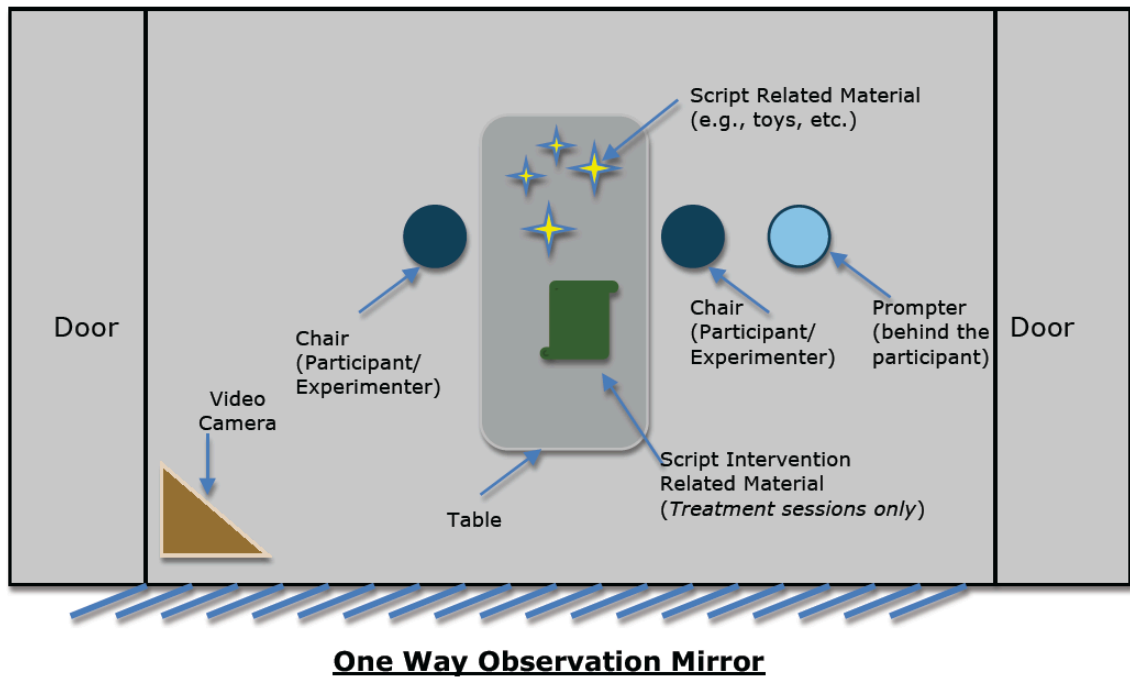 Script Related Material
(e.g., toys, etc.)
Door
Chair
(Participant/
Experimenter)
Chair
(Participant/
Experimenter)
Prompter
(behind the
participant)
Door
Video
Camera
Table
Script Intervention
Related Material
(Treatment sessions only)
One Way Observation Mirror